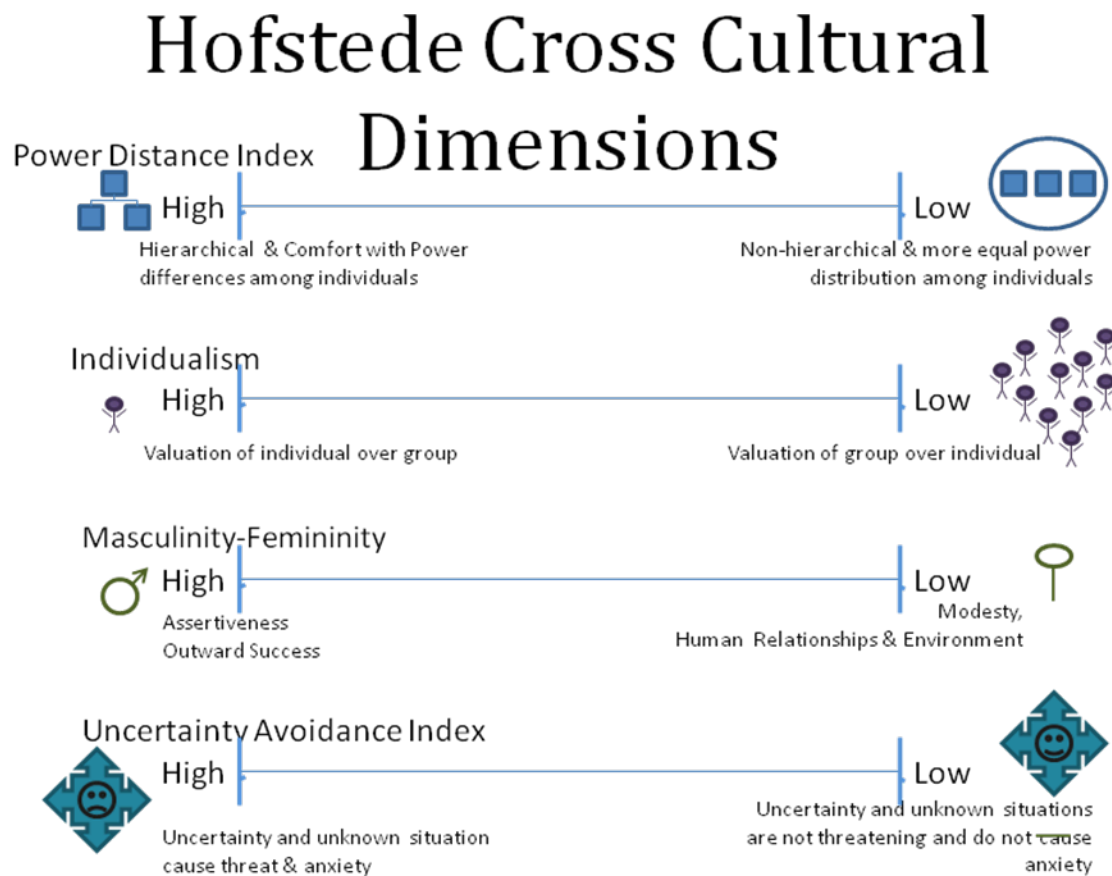 Hofstede Cross Cultural
Dimensions
Power Distance Index
High
Low
Hierarchical & Comfort with Power
differences among individuals
Non-hierarchical & more equal power
distribution among individuals
Individualism
High
Low
Valuation of individual over group
Valuation of group over individual
Masculinity-Femininity
High
Low
Assertiveness
Outward Success
Modesty,
Human Relationships & Environment
Uncertainty Avoidance Index
High
Low
Uncertainty and unknown situation
cause threat & anxiety
Uncertainty and unknown situations
are not threatening and do not cause
anxiety